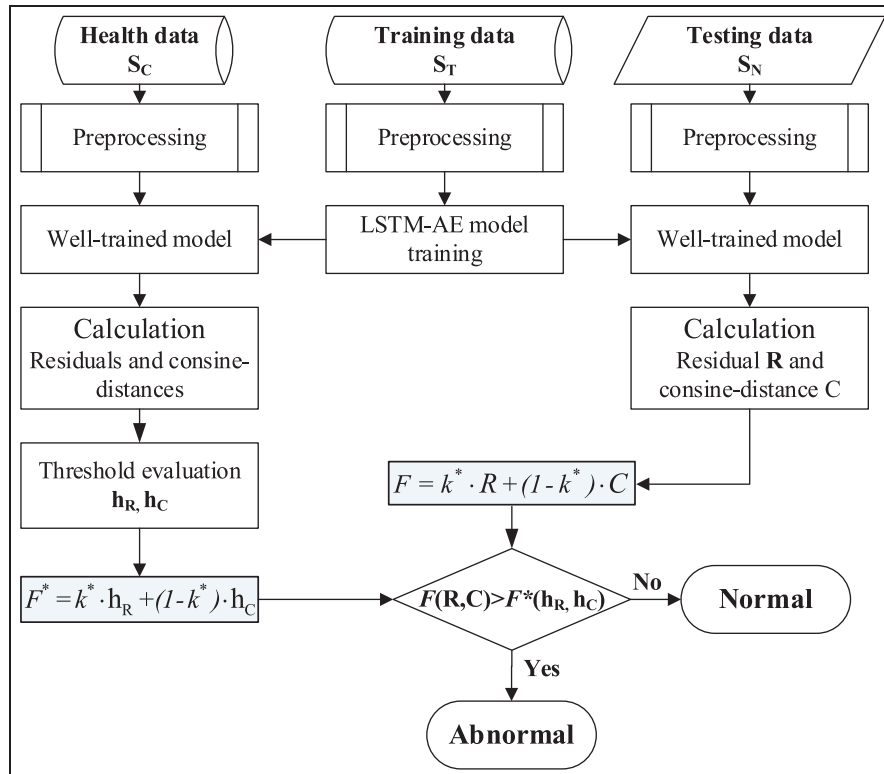 Health data
S_C
Training data
S_T
Testing data
S_N
Preprocessing
Preprocessing
Preprocessing
Well-trained model
LSTM-AE model
training
Well-trained model
Calculation
Residuals and consine-
distances
Calculation
Residual R and
consine-distance C
Threshold evaluation
h_R, h_C
F = k* · R + (1 - k*) · C
F* = k* · h_R + (1-k*) · h_C
F(R,C)>F*(h_R, h_C)
No
Normal
Yes
Abnormal